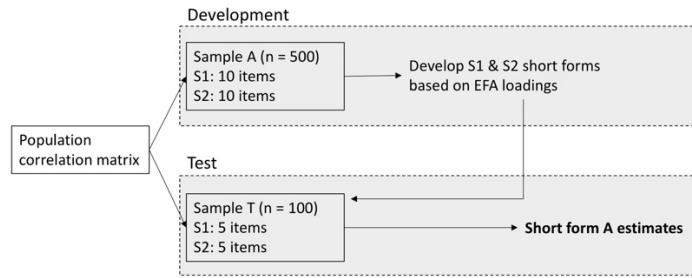 Development
Sample A (n = 500)
S1: 10 items
S2: 10 items
Develop S1 & S2 short forms
based on EFA loadings
Population
correlation matrix
Test
Sample T (n = 100)
S1: 5 items
S2: 5 items
Short form A estimates